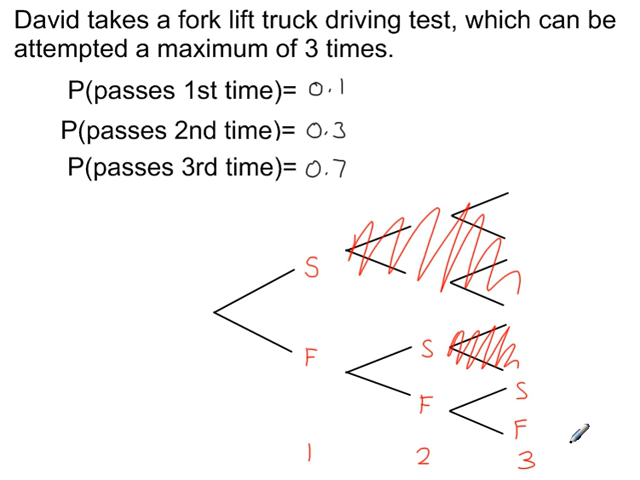 David takes a fork lift truck driving test, which can be
attempted a maximum of 3 times.
P(passes 1st time)= 0.1
P(passes 2nd time)= 0.3
P(passes 3rd time)= 0.7
S
F
S
F
S
F
1 2 3